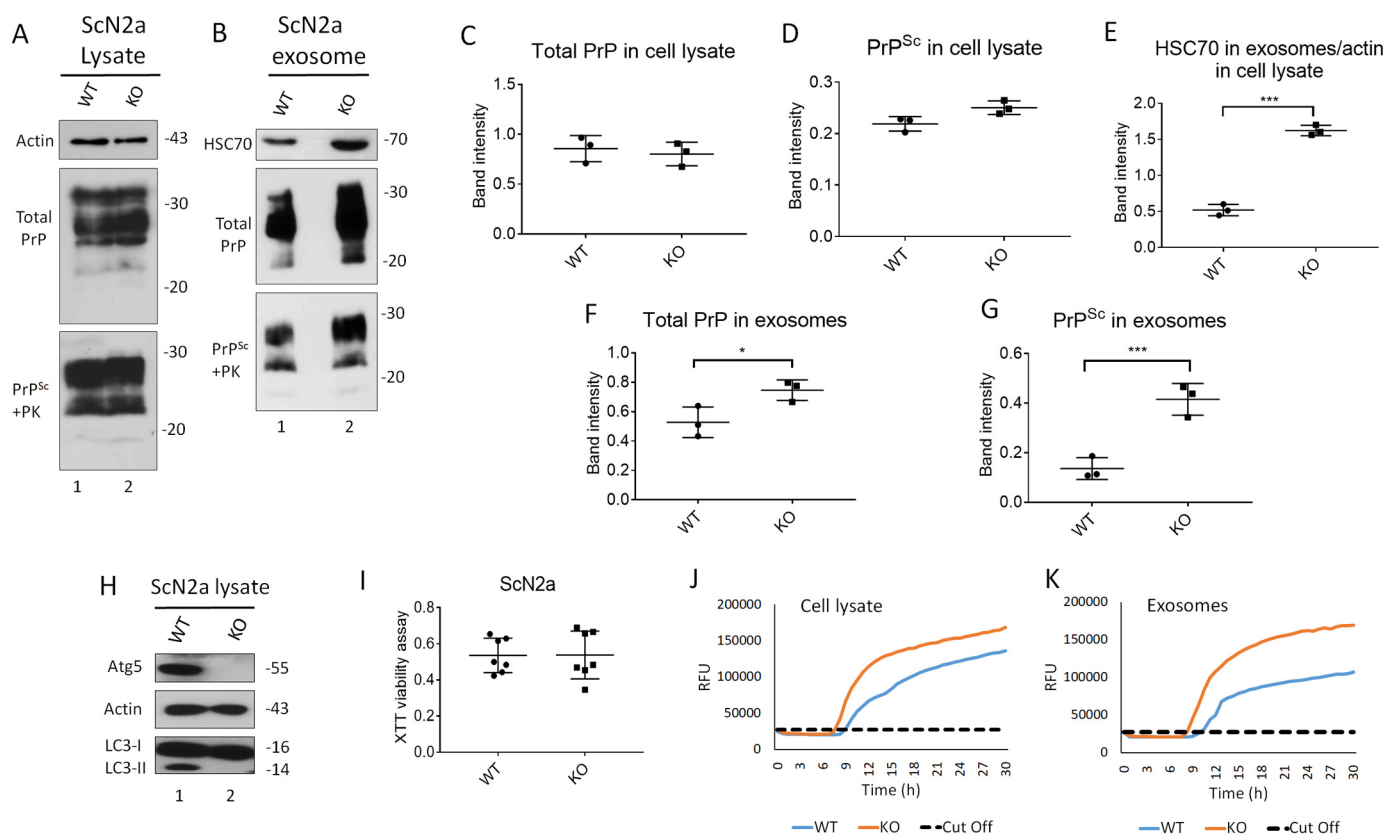 A
ScN2a
Lysate
WT
KO
Actin
-43
Total
PrP
-30
-20
PrPSc
+PK
-30
-20
1
2
B
ScN2a
exosome
WT
KO
HSC70
-70
Total
PrP
-30
-20
PrPSc
+PK
-30
-20
1
2
C
Total PrP in cell lysate
Band intensity
1.5
1.0
0.5
0.0
WT
KO
D
PrPSc in cell lysate
Band intensity
0.3
0.2
0.1
0.0
WT
KO
E
HSC70 in exosomes/actin
in cell lysate
Band intensity
2.0
1.5
1.0
0.5
0.0
***
WT
KO
F
Total PrP in exosomes
Band intensity
1.0
0.8
0.6
0.4
0.2
0.0
*
WT
KO
G
PrPSc in exosomes
Band intensity
0.6
0.4
0.2
0.0
***
WT
KO
H
ScN2a lysate
WT
KO
Atg5
-55
Actin
-43
LC3-I
-16
LC3-II
-14
1
2
I
ScN2a
XTT viability assay
0.8
0.6
0.4
0.2
0.0
WT
KO
J
Cell lysate
RFU
200000
150000
100000
50000
0
0 3 6 9 12 15 18 21 24 27 30
Time (h)
WT KO Cut Off
K
Exosomes
RFU
200000
150000
100000
50000
0
0 3 6 9 12 15 18 21 24 27 30
Time (h)
WT KO Cut Off